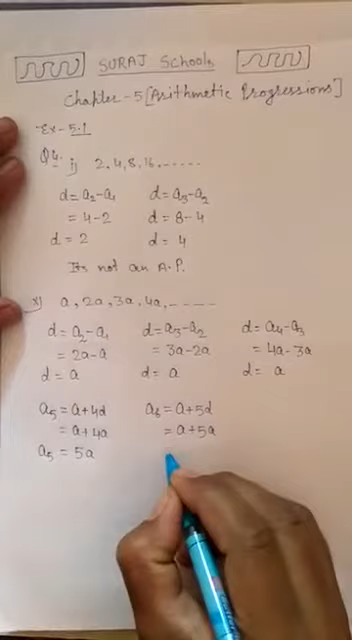 SURAJ Schools
Chapter-5 [Arithmetic Progressions]
Ex-5.1
Q4.
i) 2, 4, 8, 16, ......
d = a₂-a₁ d = a₃-a₂
= 4-2 d = 8-4
d = 2 d = 4
Its not an A.P.
x) a, 2a, 3a, 4a, ......
d = a₂-a₁ d = a₃-a₂ d = a₄-a₃
= 2a-a = 3a-2a = 4a-3a
d = a d = a d = a
a₅ = a+4d a₆ = a+5d
= a+4a = a+5a
a₅ = 5a